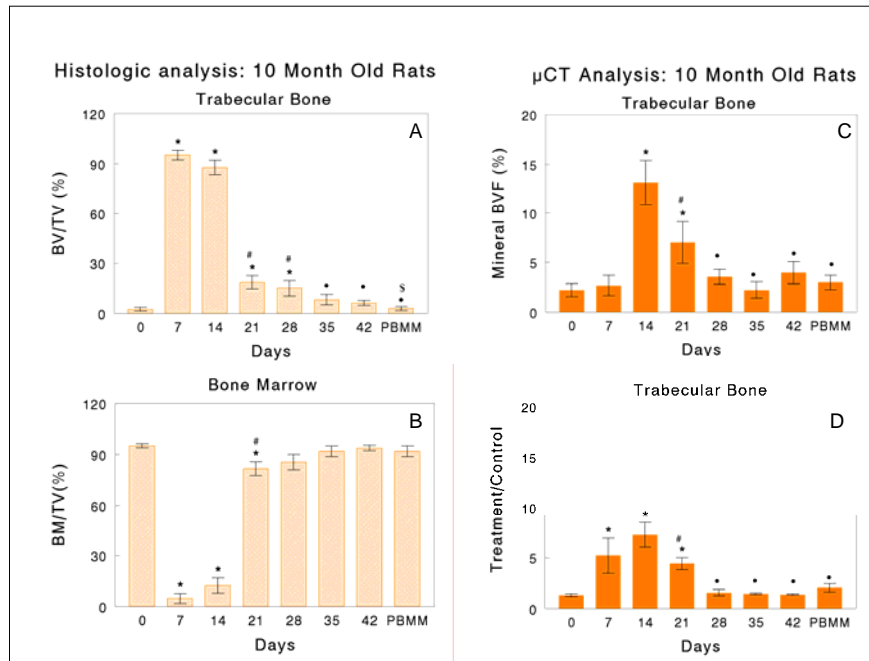 Histologic analysis: 10 Month Old Rats
Trabecular Bone
A
120
90
60
30
0
BV/TV (%)
* * # * # * • • $ •
0 7 14 21 28 35 42 PBMM
Days
Bone Marrow
B
120
90
60
30
0
BM/TV(%)
* * # *
0 7 14 21 28 35 42 PBMM
Days
µCT Analysis: 10 Month Old Rats
Trabecular Bone
C
20
15
10
5
0
Mineral BVF (%)
* # * • • • •
0 7 14 21 28 35 42 PBMM
Days
Trabecular Bone
D
20
15
10
5
0
Treatment/Control
* * # * • • • •
0 7 14 21 28 35 42 PBMM
Days